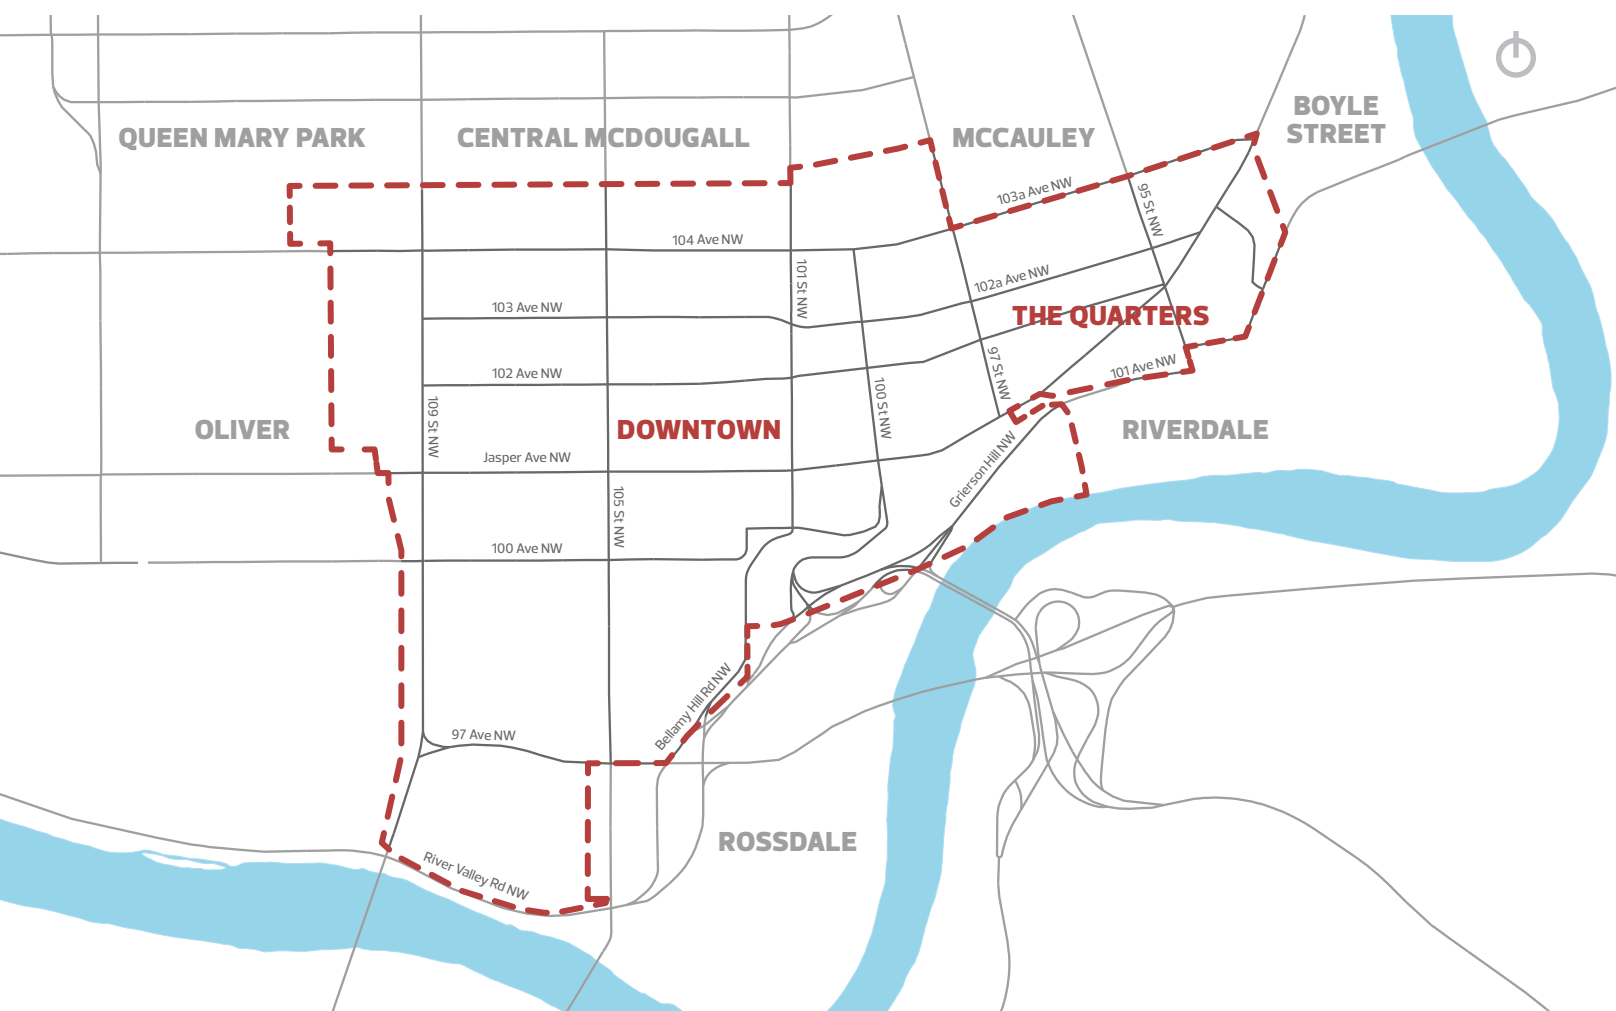 BOYLE
STREET
QUEEN MARY PARK
CENTRAL MCDOUGALL
MCCAULEY
103a Ave NW
95 St NW
104 Ave NW
101 St NW
102a Ave NW
103 Ave NW
THE QUARTERS
102 Ave NW
97 St NW
101 Ave NW
109 St NW
100 St NW
OLIVER
DOWNTOWN
RIVERDALE
Jasper Ave NW
Grierson Hill NW
105 St NW
100 Ave NW
Bellamy Hill Rd NW
97 Ave NW
ROSSDALE
River Valley Rd NW